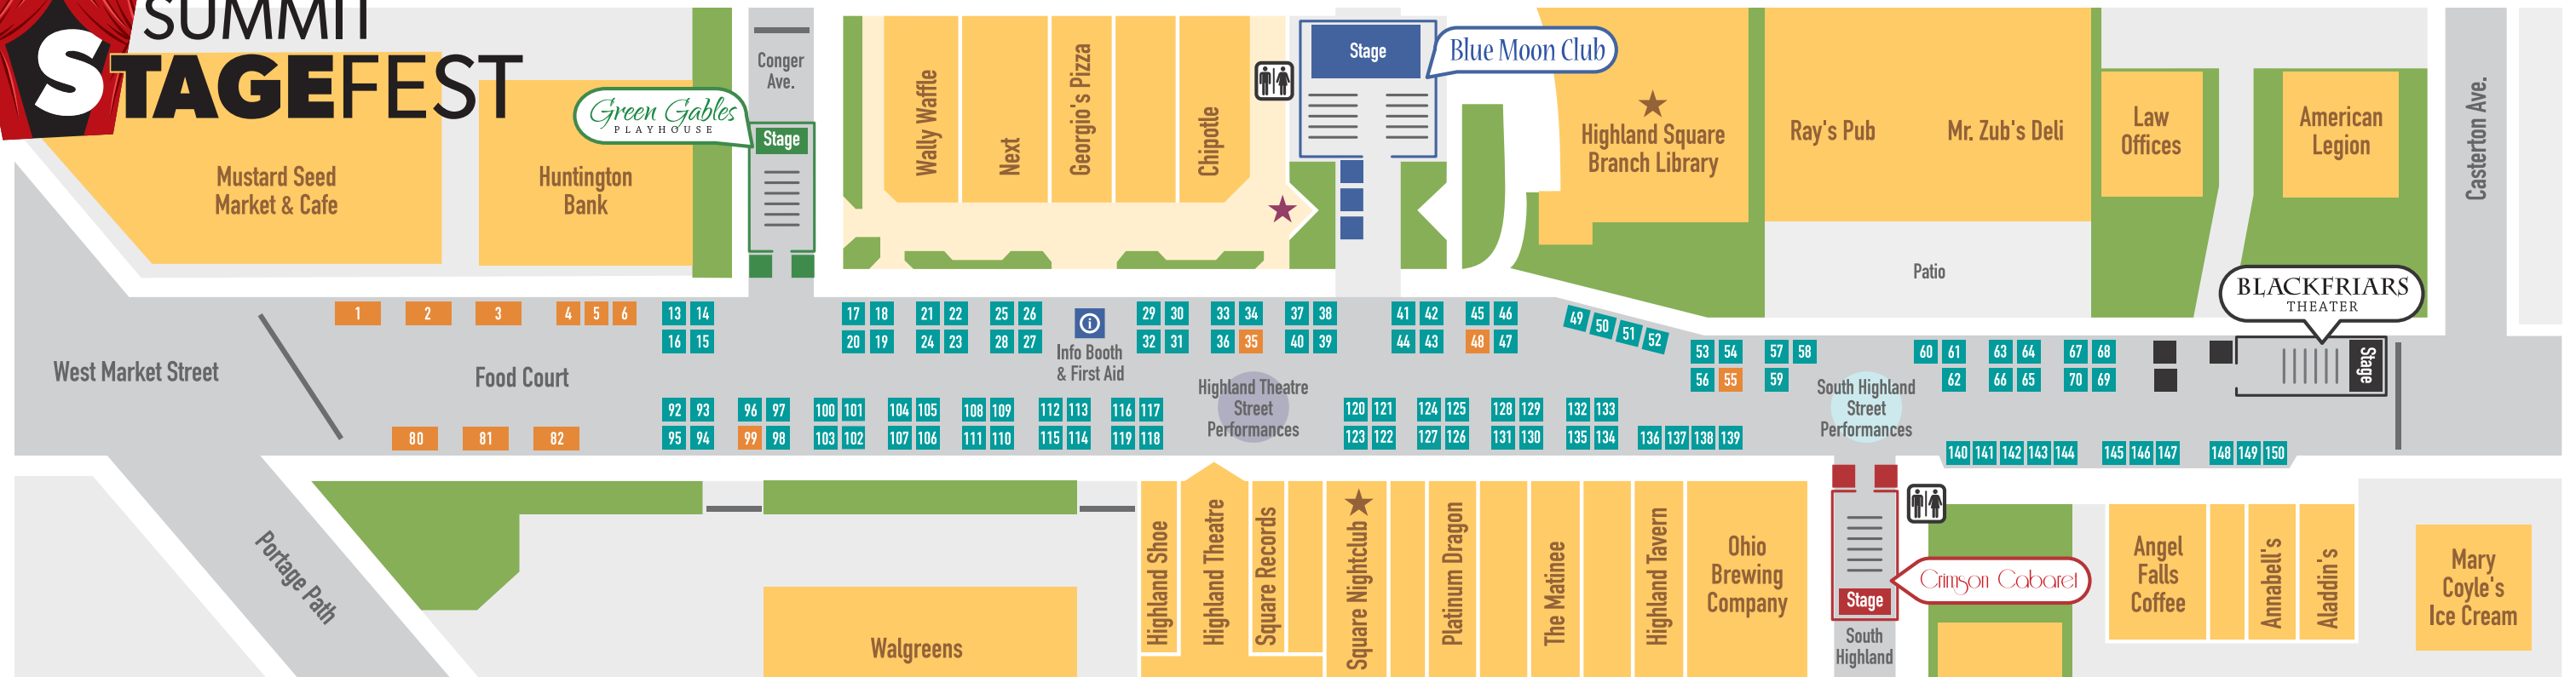 SUMMIT
STAGEFEST
Mustard Seed
Market & Cafe
Huntington
Bank
Green Gables
PLAYHOUSE
Conger
Ave.
Stage
Wally Waffle
Next
Georgio's Pizza
Chipotle
Stage
Blue Moon Club
Highland Square
Branch Library
Ray's Pub
Mr. Zub's Deli
Law
Offices
American
Legion
Casterton Ave.
Patio
BLACKFRIARS
THEATER
Stage
West Market Street
Food Court
1 2 3 4 5 6
13 14
16 15
17 18
20 19
21 22
24 23
25 26
28 27
Info Booth
& First Aid
29 30
32 31
33 34
36 35
37 38
40 39
41 42
44 43
45 46
48 47
49 50 51 52
53 54
56 55
57 58
59
60 61
62
63 64
66 65
67 68
70 69
Highland Theatre
Street
Performances
South Highland
Street
Performances
80 81 82
92 93
95 94
96 97
99 98
100 101
103 102
104 105
107 106
108 109
111 110
112 113
115 114
116 117
119 118
120 121
123 122
124 125
127 126
128 129
131 130
132 133
135 134
136 137 138 139
140 141 142 143 144
145 146 147
148 149 150
Portage Path
Walgreens
Highland Shoe
Highland Theatre
Square Records
Square Nightclub
Platinum Dragon
The Matinee
Highland Tavern
Ohio
Brewing
Company
Stage
South
Highland
Crimson Cabaret
Angel
Falls
Coffee
Annabell's
Aladdin's
Mary
Coyle's
Ice Cream